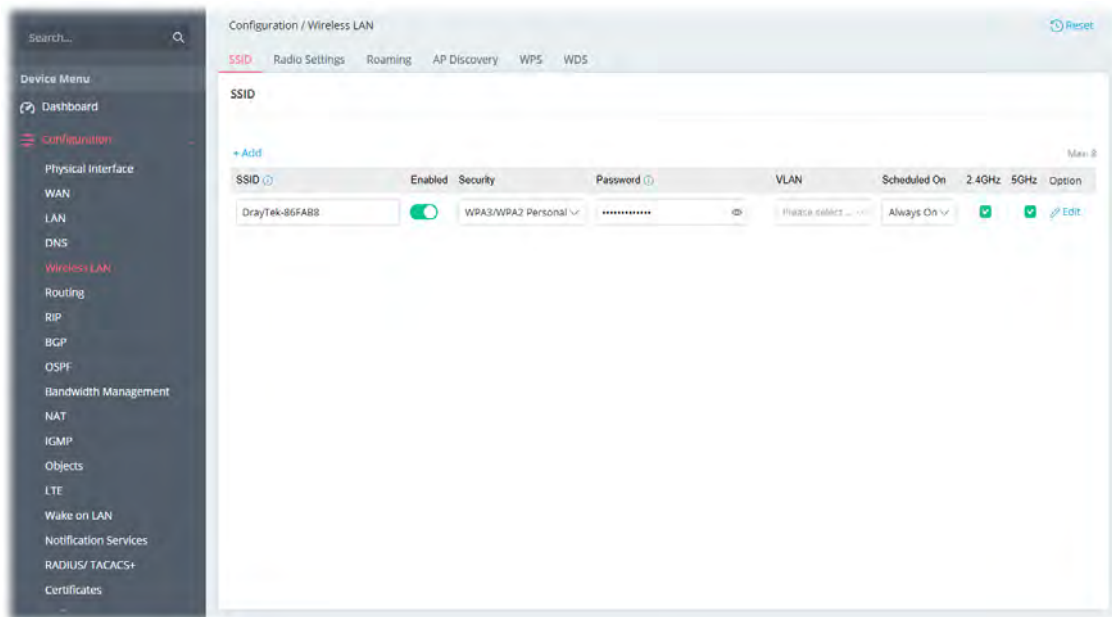 Search...
Configuration / Wireless LAN
Reset
SSID Radio Settings Roaming AP Discovery WPS WDS
Device Menu
Dashboard
SSID
Configuration
+ Add
Max: 8
Physical Interface
SSID Enabled Security Password VLAN Scheduled On 2.4GHz 5GHz Option
WAN
LAN
DrayTek-86FAB8 WPA3/WPA2 Personal ••••••••••••• Please select ... Always On Edit
DNS
Wireless LAN
Routing
RIP
BGP
OSPF
Bandwidth Management
NAT
IGMP
Objects
LTE
Wake on LAN
Notification Services
RADIUS/ TACACS+
Certificates